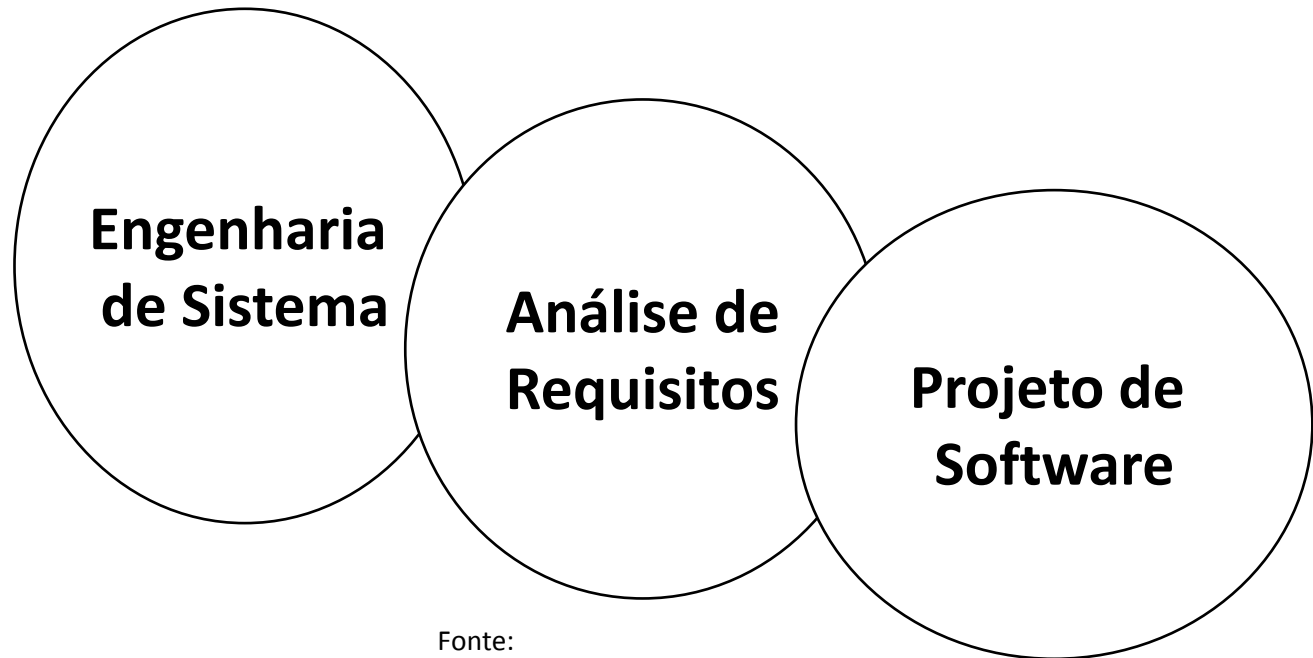 Engenharia
de Sistema
Análise de
Requisitos
Projeto de
Software
Fonte: